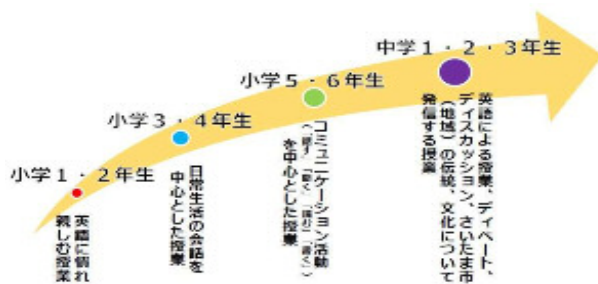 小学1・2年生
英語に慣れ
親しむ授業
小学3・4年生
日常生活の会話を
中心とした授業
小学5・6年生
コミュニケーション活動
(「話す」「聞く」「読む」「書く」)
を中心とした授業
中学1・2・3年生
英語による授業、ディベート、
ディスカッション、さいたま市
(地域)の伝統、文化について
発信する授業